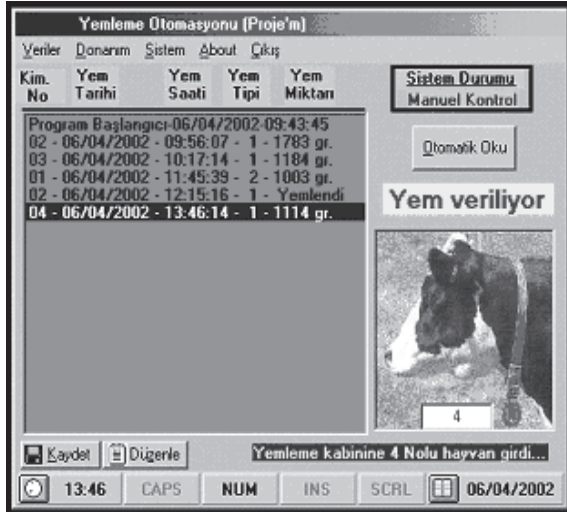 Yemleme Otomasyonu (Proje'm)
Veriler Donanım Sistem About Çıkış
Kim. No Yem Tarihi Yem Saati Yem Tipi Yem Miktarı
Sistem Durumu
Manuel Kontrol
Program Başlangıcı-06/04/2002-09:43:45
02 - 06/04/2002 - 09:56:07 - 1 - 1783 gr.
03 - 06/04/2002 - 10:17:14 - 1 - 1184 gr.
01 - 06/04/2002 - 11:45:39 - 2 - 1003 gr.
02 - 06/04/2002 - 12:15:16 - 1 - Yemlendi
04 - 06/04/2002 - 13:46:14 - 1 - 1114 gr.
Otomatik Oku
Yem veriliyor
4
Kaydet Düzenle Yemleme kabinine 4 Nolu hayvan girdi...
13:46 CAPS NUM INS SCRL 06/04/2002